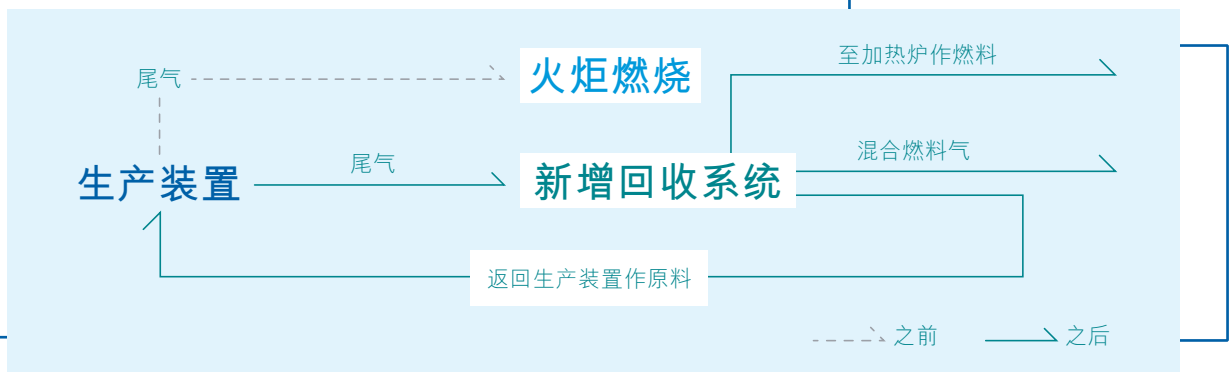 至加热炉作燃料
尾气
火炬燃烧
混合燃料气
尾气
生产装置
新增回收系统
返回生产装置作原料
之前
之后